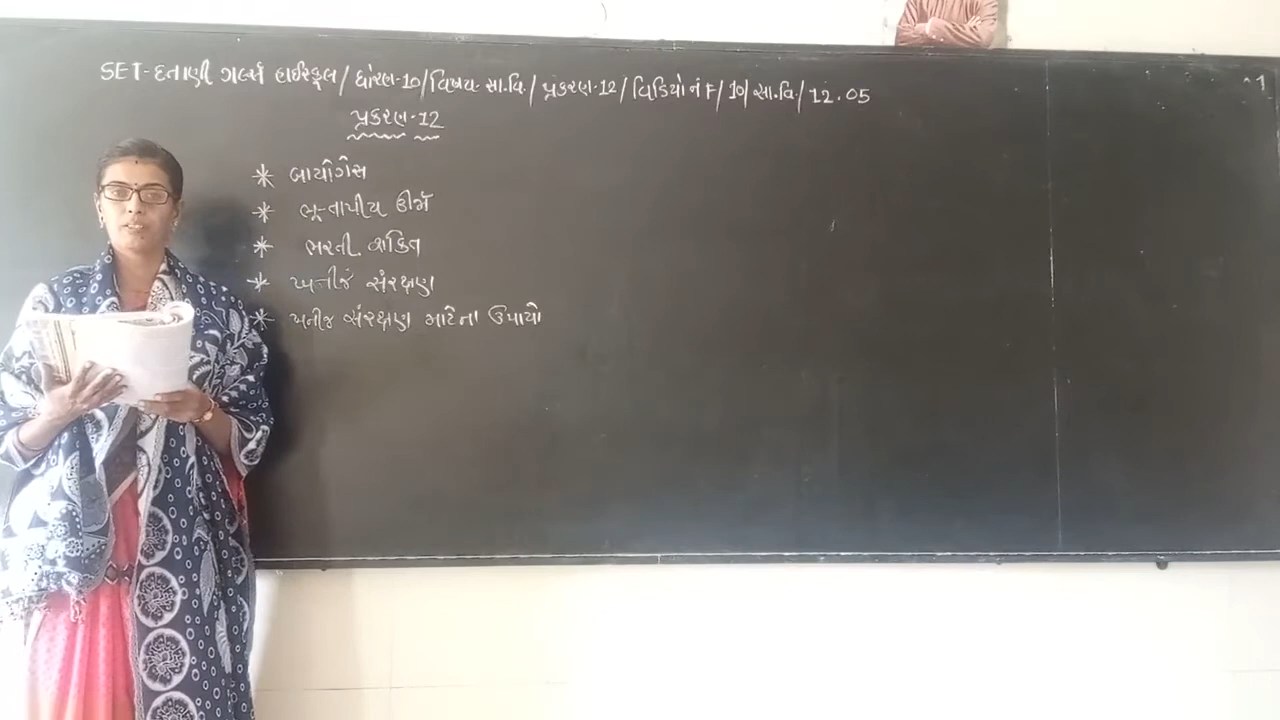 SET-દતાણી ગર્લ્સ હાઈસ્કૂલ/ધોરણ-10/વિષય-સા.વિ./પ્રકરણ-12/વિડિયો નં F/10/સા.વિ./12.05
1
પ્રકરણ-12
* બાયોગેસ
* ભૂ-તાપીય ઊર્જા
* ભરતી શકિત
* ખનીજ સંરક્ષણ
* ખનીજ સંરક્ષણ માટેના ઉપાયો